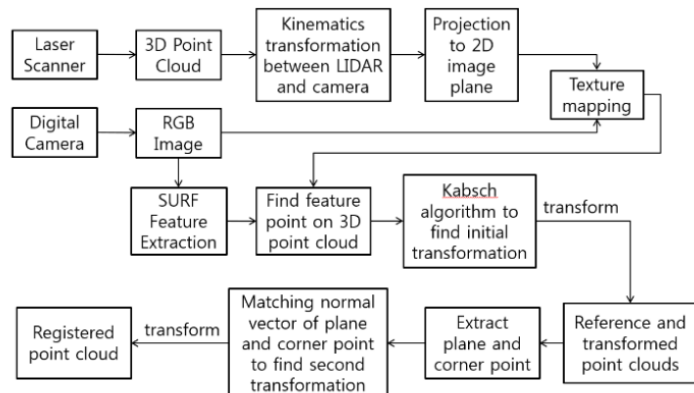 Laser
Scanner
3D Point
Cloud
Kinematics
transformation
between LIDAR
and camera
Projection
to 2D
image
plane
Texture
mapping
Digital
Camera
RGB
Image
SURF
Feature
Extraction
Find feature
point on 3D
point cloud
Kabsch
algorithm to
find initial
transformation
transform
Registered
point cloud
transform
Matching normal
vector of plane
and corner point
to find second
transformation
Extract
plane and
corner point
Reference and
transformed
point clouds